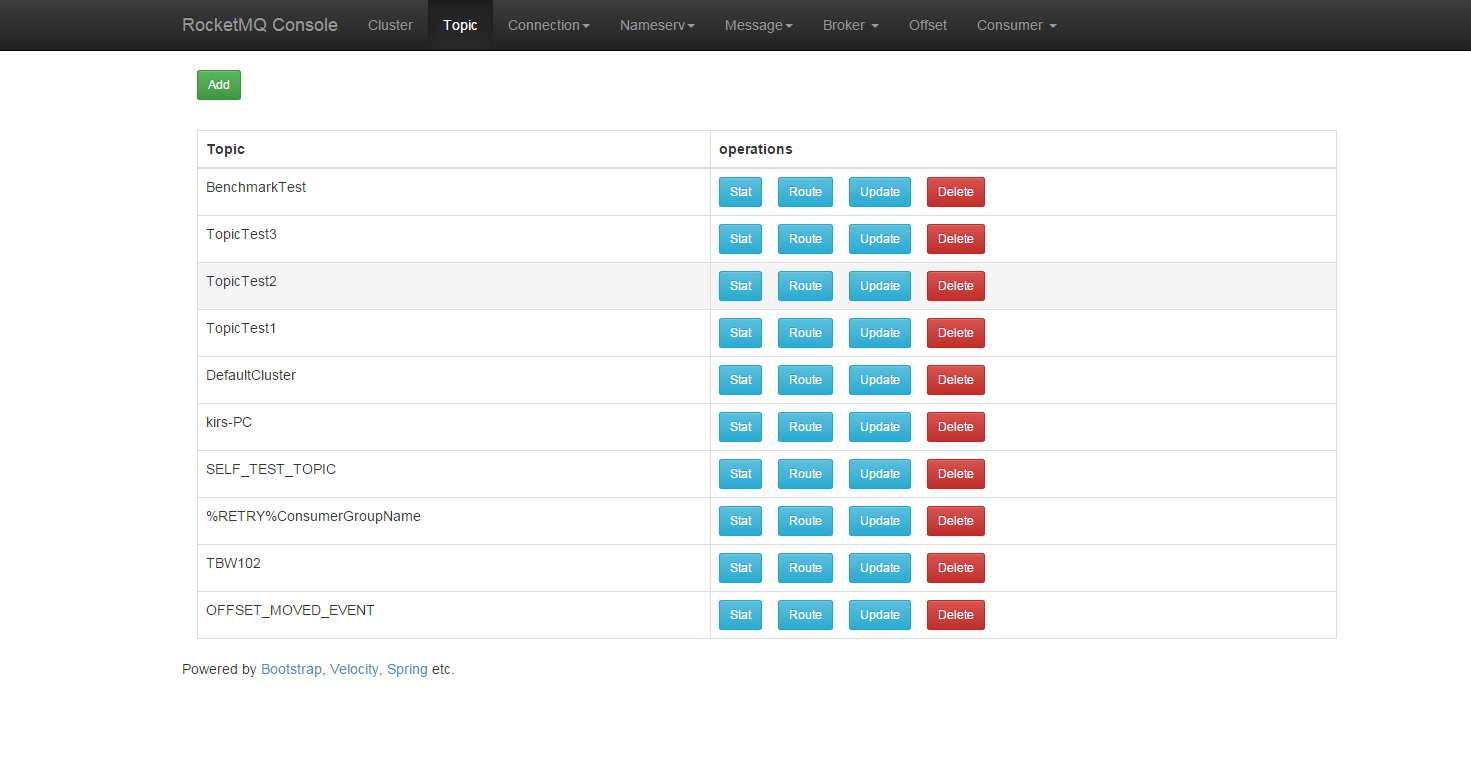 RocketMQ Console Cluster Topic Connection Nameserv Message Broker Offset Consumer
Add
Topic operations
BenchmarkTest Stat Route Update Delete
TopicTest3 Stat Route Update Delete
TopicTest2 Stat Route Update Delete
TopicTest1 Stat Route Update Delete
DefaultCluster Stat Route Update Delete
kirs-PC Stat Route Update Delete
SELF_TEST_TOPIC Stat Route Update Delete
%RETRY%ConsumerGroupName Stat Route Update Delete
TBW102 Stat Route Update Delete
OFFSET_MOVED_EVENT Stat Route Update Delete
Powered by Bootstrap, Velocity, Spring etc.